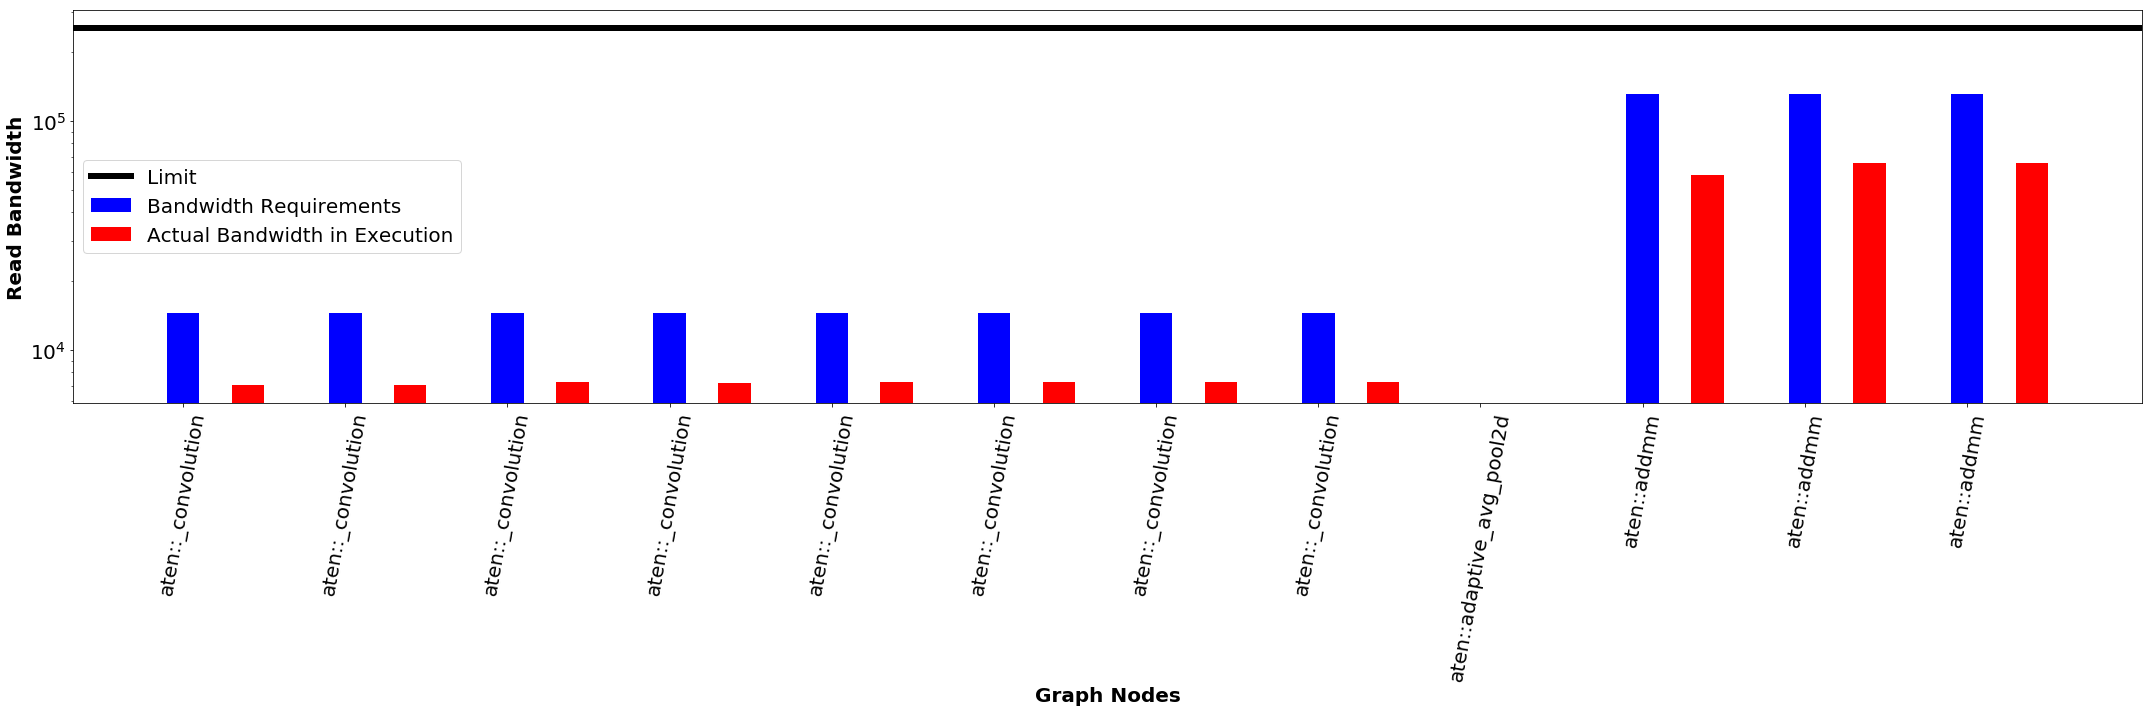 Read Bandwidth
10^5
10^4
Limit
Bandwidth Requirements
Actual Bandwidth in Execution
aten::_convolution
aten::_convolution
aten::_convolution
aten::_convolution
aten::_convolution
aten::_convolution
aten::_convolution
aten::_convolution
aten::adaptive_avg_pool2d
aten::addmm
aten::addmm
aten::addmm
Graph Nodes